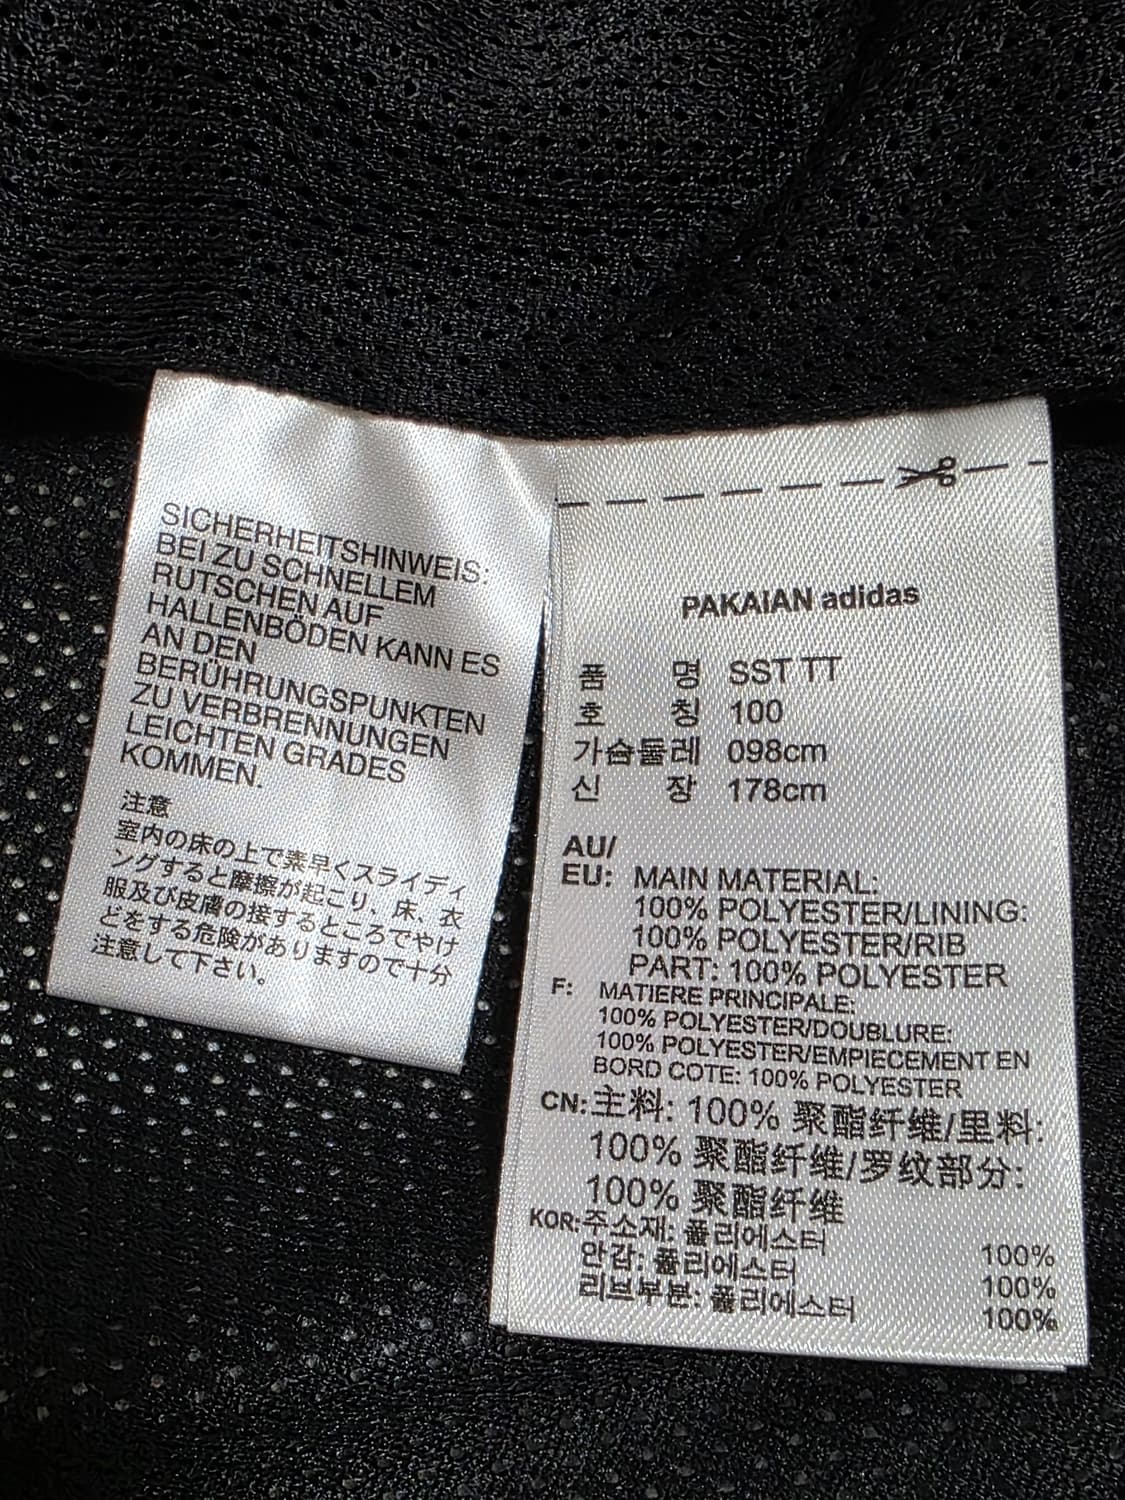 SICHERHEITSHINWEIS:
BEI ZU SCHNELLEM
RUTSCHEN AUF
HALLENBÖDEN KANN ES
AN DEN
BERÜHRUNGSPUNKTEN
ZU VERBRENNUNGEN
LEICHTEN GRADES
KOMMEN.
注意
室内の床の上で素早くスライディ
ングすると摩擦が起こり、床、衣
服及び皮膚の接するところでやけ
どをする危険がありますので十分
注意して下さい。
PAKAIAN adidas
품 명 SST TT
호 칭 100
가슴둘레 098cm
신 장 178cm
AU/
EU: MAIN MATERIAL:
100% POLYESTER/LINING:
100% POLYESTER/RIB
PART: 100% POLYESTER
F: MATIERE PRINCIPALE:
100% POLYESTER/DOUBLURE:
100% POLYESTER/EMPIECEMENT EN
BORD COTE: 100% POLYESTER
CN:主料: 100% 聚酯纤维/里料:
100% 聚酯纤维/罗纹部分:
100% 聚酯纤维
KOR:주소재: 폴리에스터 100%
안감: 폴리에스터 100%
리브부분: 폴리에스터 100%